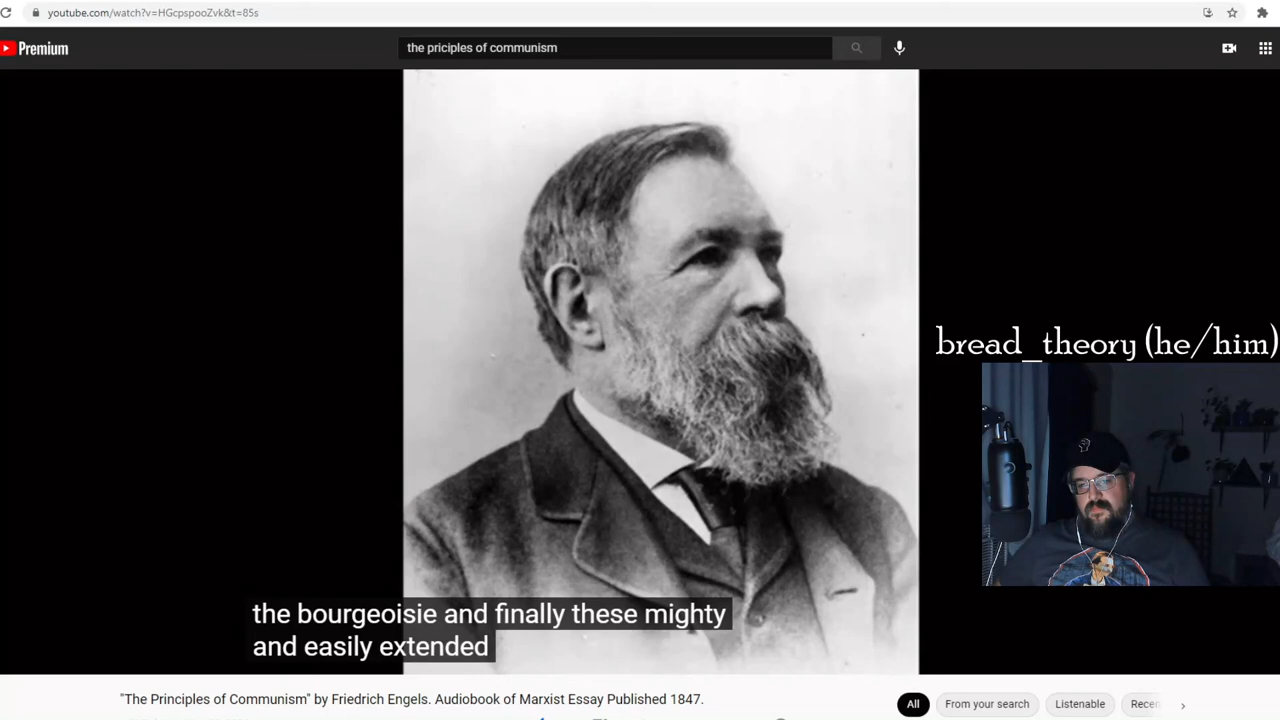 youtube.com/watch?v=HGcpspooZvk&t=85s
Premium
the priciples of communism
bread_theory (he/him)
the bourgeoisie and finally these mighty
and easily extended
"The Principles of Communism" by Friedrich Engels. Audiobook of Marxist Essay Published 1847.
All From your search Listenable Recen